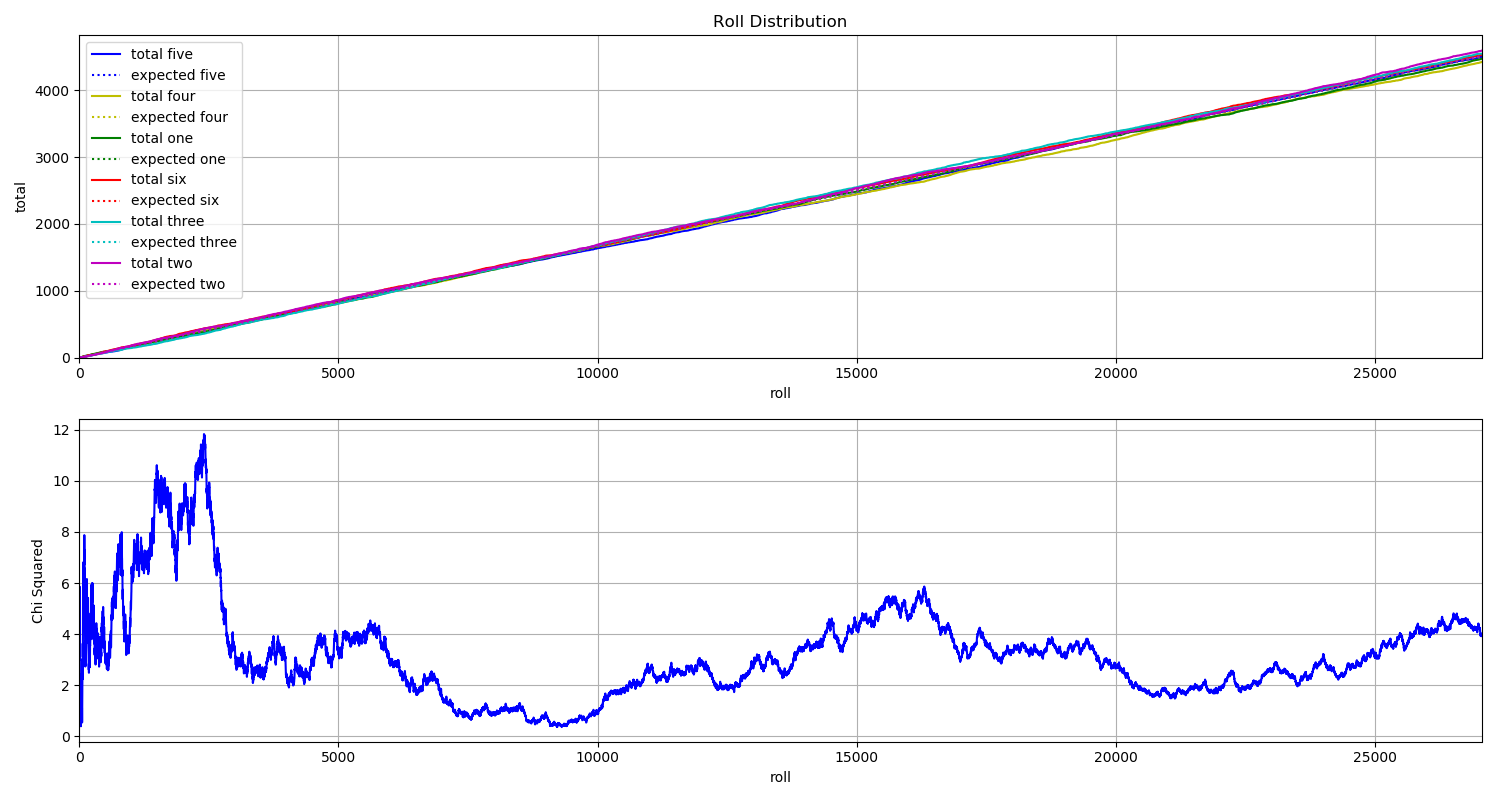 Roll Distribution
total
4000
3000
2000
1000
0
total five
expected five
total four
expected four
total one
expected one
total six
expected six
total three
expected three
total two
expected two
0 5000 10000 15000 20000 25000
roll
Chi Squared
12
10
8
6
4
2
0
0 5000 10000 15000 20000 25000
roll